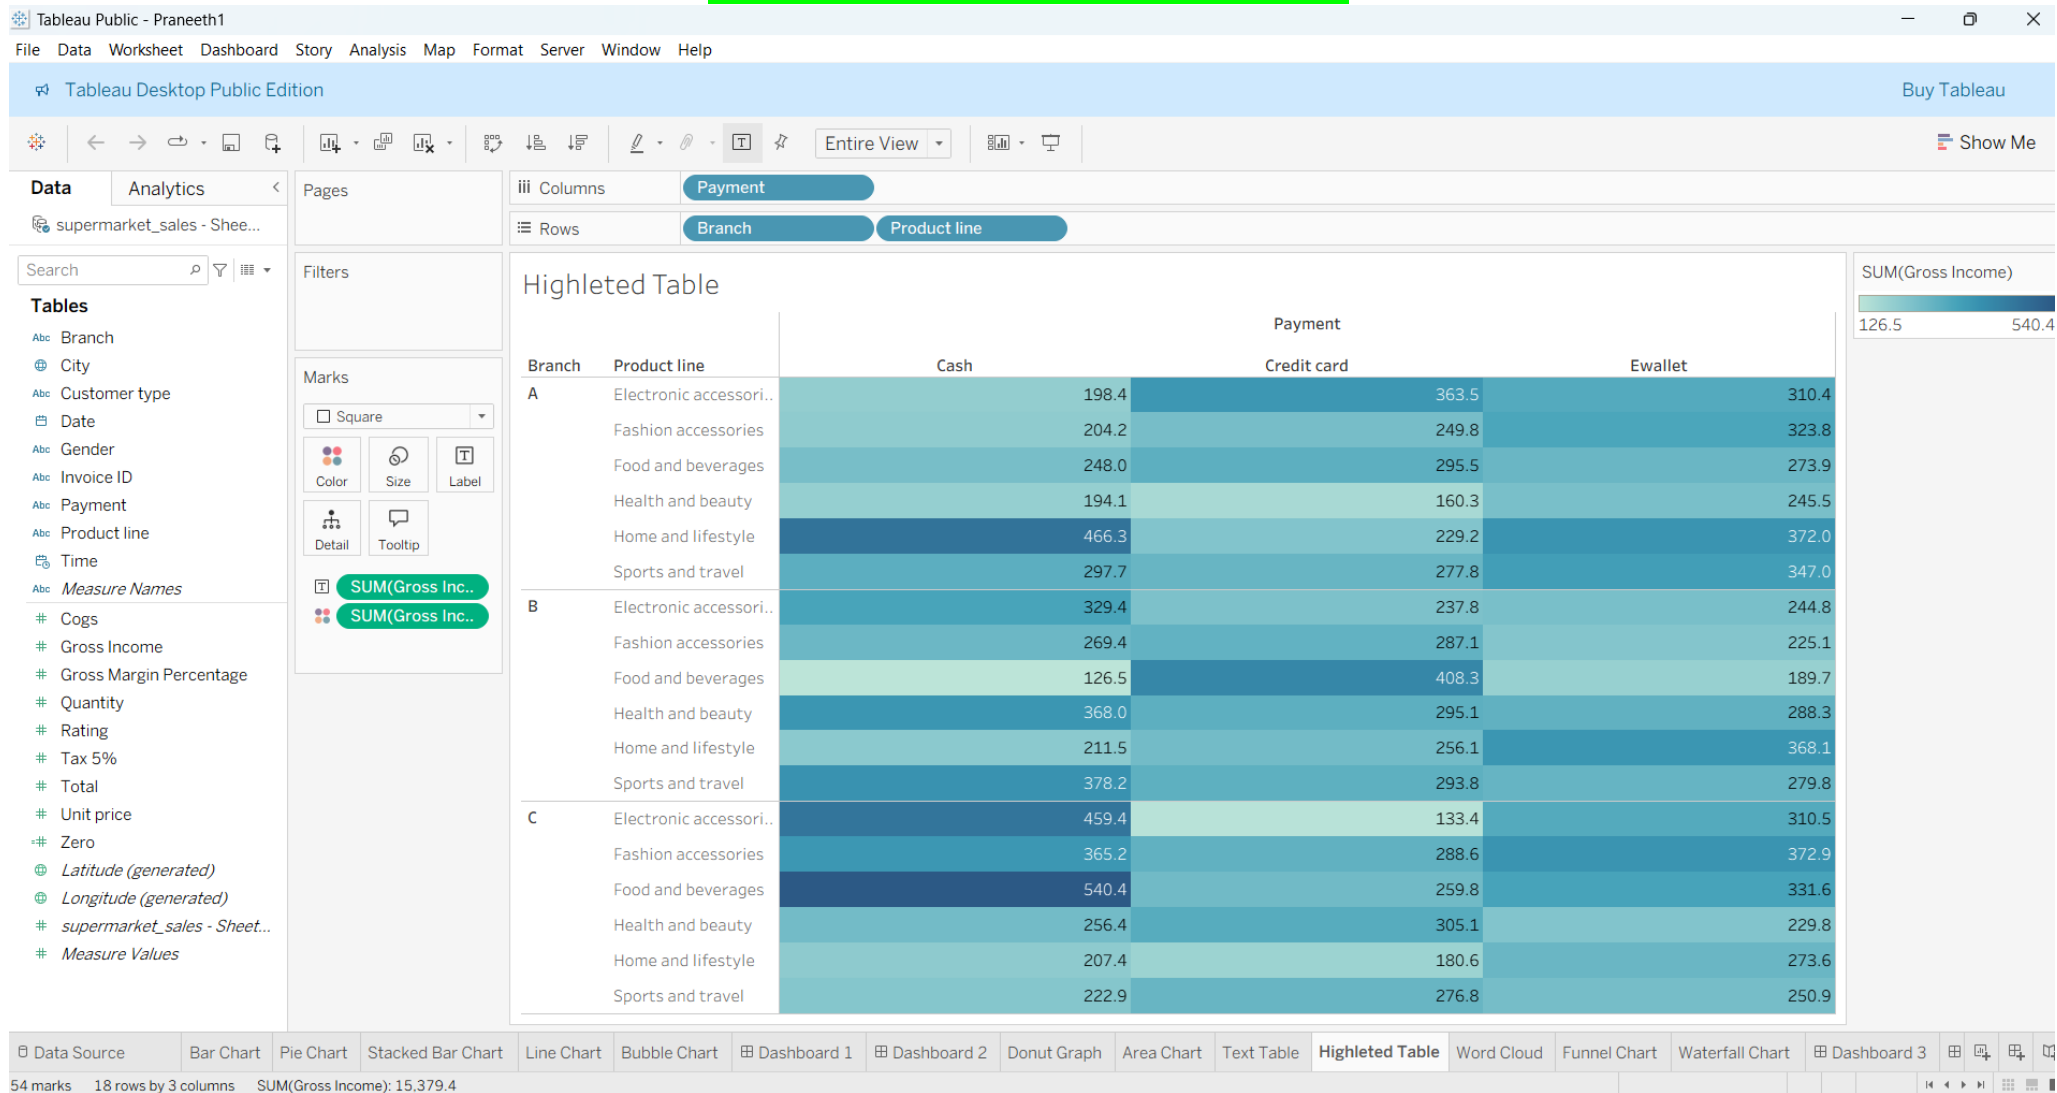 Tableau Public - Praneeth1
File Data Worksheet Dashboard Story Analysis Map Format Server Window Help
Tableau Desktop Public Edition
Buy Tableau
Entire View
Show Me
Data Analytics
supermarket_sales - Shee...
Search
Tables
Abc Branch
City
Abc Customer type
Date
Abc Gender
Abc Invoice ID
Abc Payment
Abc Product line
Time
Abc Measure Names
# Cogs
# Gross Income
# Gross Margin Percentage
# Quantity
# Rating
# Tax 5%
# Total
# Unit price
=# Zero
Latitude (generated)
Longitude (generated)
# supermarket_sales - Sheet...
# Measure Values
Pages
Filters
Marks
Square
Color Size Label
Detail Tooltip
SUM(Gross Inc..
SUM(Gross Inc..
Columns Payment
Rows Branch Product line
Highleted Table
Payment
Branch Product line Cash Credit card Ewallet
A Electronic accessori.. 198.4 363.5 310.4
Fashion accessories 204.2 249.8 323.8
Food and beverages 248.0 295.5 273.9
Health and beauty 194.1 160.3 245.5
Home and lifestyle 466.3 229.2 372.0
Sports and travel 297.7 277.8 347.0
B Electronic accessori.. 329.4 237.8 244.8
Fashion accessories 269.4 287.1 225.1
Food and beverages 126.5 408.3 189.7
Health and beauty 368.0 295.1 288.3
Home and lifestyle 211.5 256.1 368.1
Sports and travel 378.2 293.8 279.8
C Electronic accessori.. 459.4 133.4 310.5
Fashion accessories 365.2 288.6 372.9
Food and beverages 540.4 259.8 331.6
Health and beauty 256.4 305.1 229.8
Home and lifestyle 207.4 180.6 273.6
Sports and travel 222.9 276.8 250.9
SUM(Gross Income)
126.5 540.4
Data Source Bar Chart Pie Chart Stacked Bar Chart Line Chart Bubble Chart Dashboard 1 Dashboard 2 Donut Graph Area Chart Text Table Highleted Table Word Cloud Funnel Chart Waterfall Chart Dashboard 3
54 marks 18 rows by 3 columns SUM(Gross Income): 15,379.4